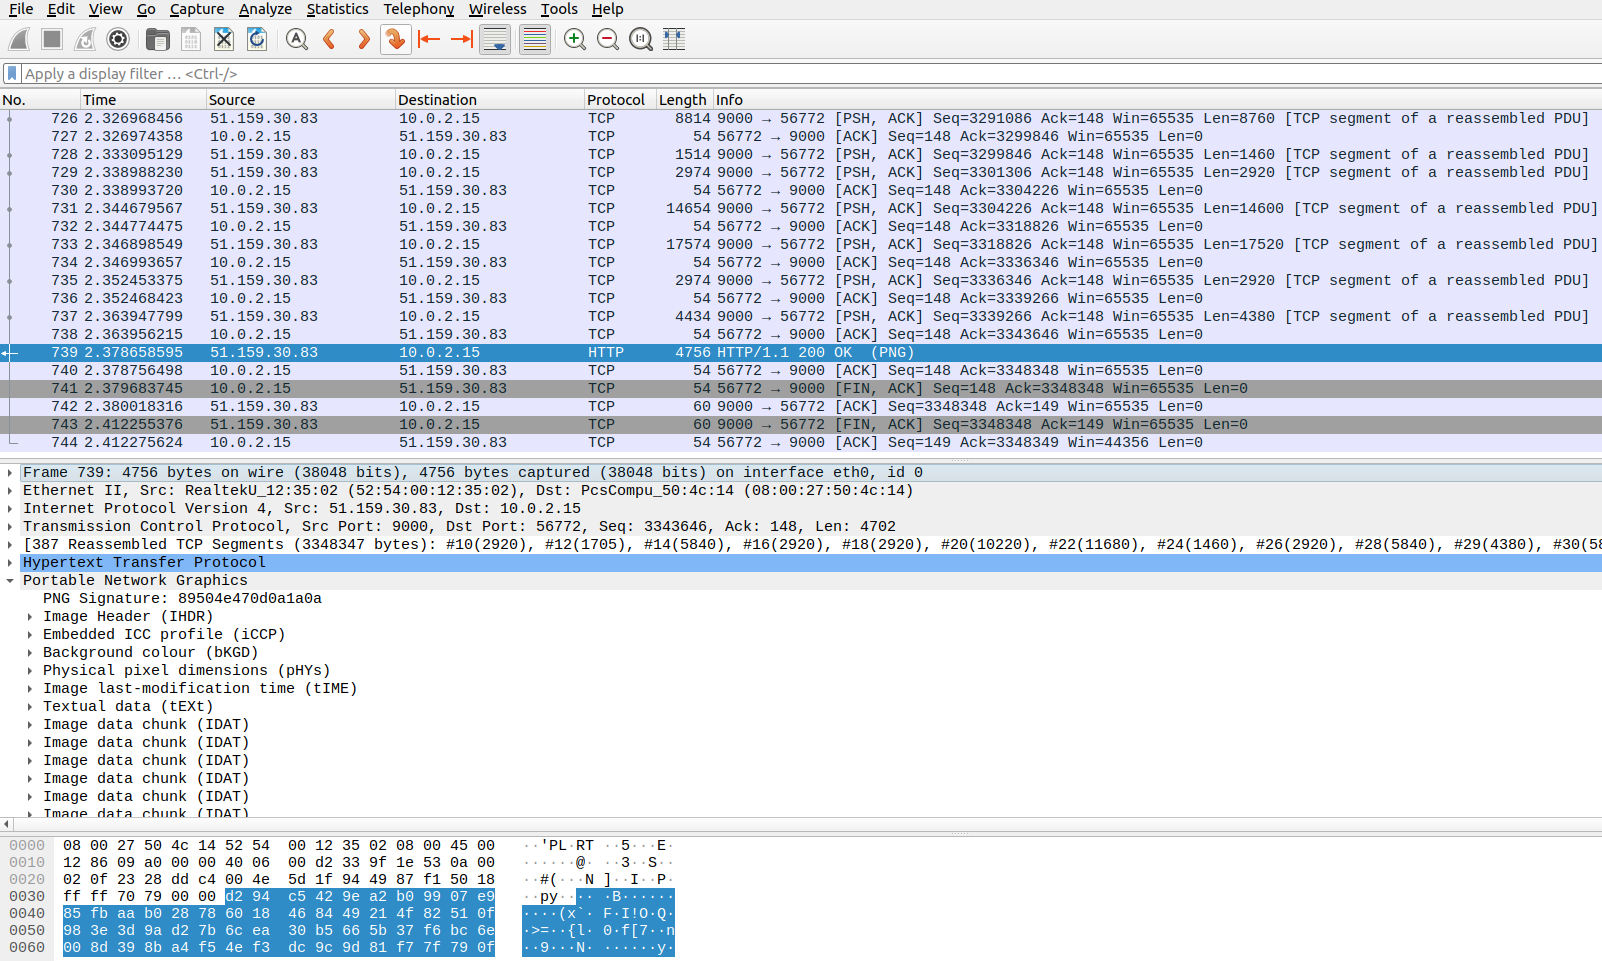 File Edit View Go Capture Analyze Statistics Telephony Wireless Tools Help
Apply a display filter … <Ctrl-/>
No. Time Source Destination Protocol Length Info
726 2.326968456 51.159.30.83 10.0.2.15 TCP 8814 9000 → 56772 [PSH, ACK] Seq=3291086 Ack=148 Win=65535 Len=8760 [TCP segment of a reassembled PDU]
727 2.326974358 10.0.2.15 51.159.30.83 TCP 54 56772 → 9000 [ACK] Seq=148 Ack=3299846 Win=65535 Len=0
728 2.333095129 51.159.30.83 10.0.2.15 TCP 1514 9000 → 56772 [PSH, ACK] Seq=3299846 Ack=148 Win=65535 Len=1460 [TCP segment of a reassembled PDU]
729 2.338988230 51.159.30.83 10.0.2.15 TCP 2974 9000 → 56772 [PSH, ACK] Seq=3301306 Ack=148 Win=65535 Len=2920 [TCP segment of a reassembled PDU]
730 2.338993720 10.0.2.15 51.159.30.83 TCP 54 56772 → 9000 [ACK] Seq=148 Ack=3304226 Win=65535 Len=0
731 2.344679567 51.159.30.83 10.0.2.15 TCP 14654 9000 → 56772 [PSH, ACK] Seq=3304226 Ack=148 Win=65535 Len=14600 [TCP segment of a reassembled PDU]
732 2.344774475 10.0.2.15 51.159.30.83 TCP 54 56772 → 9000 [ACK] Seq=148 Ack=3318826 Win=65535 Len=0
733 2.346898549 51.159.30.83 10.0.2.15 TCP 17574 9000 → 56772 [PSH, ACK] Seq=3318826 Ack=148 Win=65535 Len=17520 [TCP segment of a reassembled PDU]
734 2.346993657 10.0.2.15 51.159.30.83 TCP 54 56772 → 9000 [ACK] Seq=148 Ack=3336346 Win=65535 Len=0
735 2.352453375 51.159.30.83 10.0.2.15 TCP 2974 9000 → 56772 [PSH, ACK] Seq=3336346 Ack=148 Win=65535 Len=2920 [TCP segment of a reassembled PDU]
736 2.352468423 10.0.2.15 51.159.30.83 TCP 54 56772 → 9000 [ACK] Seq=148 Ack=3339266 Win=65535 Len=0
737 2.363947799 51.159.30.83 10.0.2.15 TCP 4434 9000 → 56772 [PSH, ACK] Seq=3339266 Ack=148 Win=65535 Len=4380 [TCP segment of a reassembled PDU]
738 2.363956215 10.0.2.15 51.159.30.83 TCP 54 56772 → 9000 [ACK] Seq=148 Ack=3343646 Win=65535 Len=0
739 2.378658595 51.159.30.83 10.0.2.15 HTTP 4756 HTTP/1.1 200 OK (PNG)
740 2.378756498 10.0.2.15 51.159.30.83 TCP 54 56772 → 9000 [ACK] Seq=148 Ack=3348348 Win=65535 Len=0
741 2.379683745 10.0.2.15 51.159.30.83 TCP 54 56772 → 9000 [FIN, ACK] Seq=148 Ack=3348348 Win=65535 Len=0
742 2.380018316 51.159.30.83 10.0.2.15 TCP 60 9000 → 56772 [ACK] Seq=3348348 Ack=149 Win=65535 Len=0
743 2.412255376 51.159.30.83 10.0.2.15 TCP 60 9000 → 56772 [FIN, ACK] Seq=3348348 Ack=149 Win=65535 Len=0
744 2.412275624 10.0.2.15 51.159.30.83 TCP 54 56772 → 9000 [ACK] Seq=149 Ack=3348349 Win=44356 Len=0
Frame 739: 4756 bytes on wire (38048 bits), 4756 bytes captured (38048 bits) on interface eth0, id 0
Ethernet II, Src: RealtekU_12:35:02 (52:54:00:12:35:02), Dst: PcsCompu_50:4c:14 (08:00:27:50:4c:14)
Internet Protocol Version 4, Src: 51.159.30.83, Dst: 10.0.2.15
Transmission Control Protocol, Src Port: 9000, Dst Port: 56772, Seq: 3343646, Ack: 148, Len: 4702
[387 Reassembled TCP Segments (3348347 bytes): #10(2920), #12(1705), #14(5840), #16(2920), #18(2920), #20(10220), #22(11680), #24(1460), #26(2920), #28(5840), #29(4380), #30(58
Hypertext Transfer Protocol
Portable Network Graphics
PNG Signature: 89504e470d0a1a0a
Image Header (IHDR)
Embedded ICC profile (iCCP)
Background colour (bKGD)
Physical pixel dimensions (pHYs)
Image last-modification time (tIME)
Textual data (tEXt)
Image data chunk (IDAT)
Image data chunk (IDAT)
Image data chunk (IDAT)
Image data chunk (IDAT)
Image data chunk (IDAT)
Image data chunk (IDAT)
0000 08 00 27 50 4c 14 52 54 00 12 35 02 08 00 45 00 ··'PL·RT ··5···E·
0010 12 86 09 a0 00 00 40 06 00 d2 33 9f 1e 53 0a 00 ······@· ··3··S··
0020 02 0f 23 28 dd c4 00 4e 5d 1f 94 49 87 f1 50 18 ··#(···N ]··I··P·
0030 ff ff 70 79 00 00 d2 94 c5 42 9e a2 b0 99 07 e9 ··py···· ·B······
0040 85 fb aa b0 28 78 60 18 46 84 49 21 4f 82 51 0f ····(x`· F·I!O·Q·
0050 98 3e 3d 9a d2 7b 6c ea 30 b5 66 5b 37 f6 bc 6e ·>=··{l· 0·f[7··n
0060 00 8d 39 8b a4 f5 4e f3 dc 9c 9d 81 f7 7f 79 0f ··9···N· ······y·